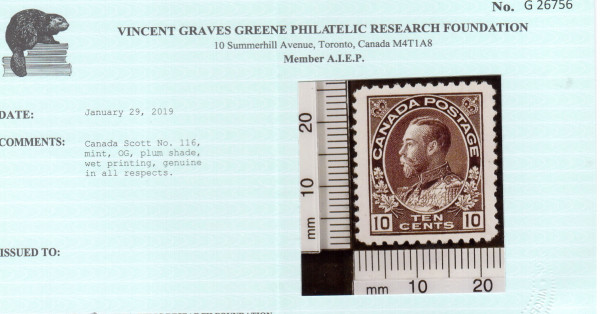 No. G 26756
VINCENT GRAVES GREENE PHILATELIC RESEARCH FOUNDATION
10 Summerhill Avenue, Toronto, Canada M4T1A8
Member A.I.E.P.
DATE: January 29, 2019
COMMENTS: Canada Scott No. 116,
mint, OG, plum shade,
wet printing, genuine
in all respects.
ISSUED TO:
CANADA POSTAGE
10 TEN CENTS 10
20
10
mm
mm 10 20